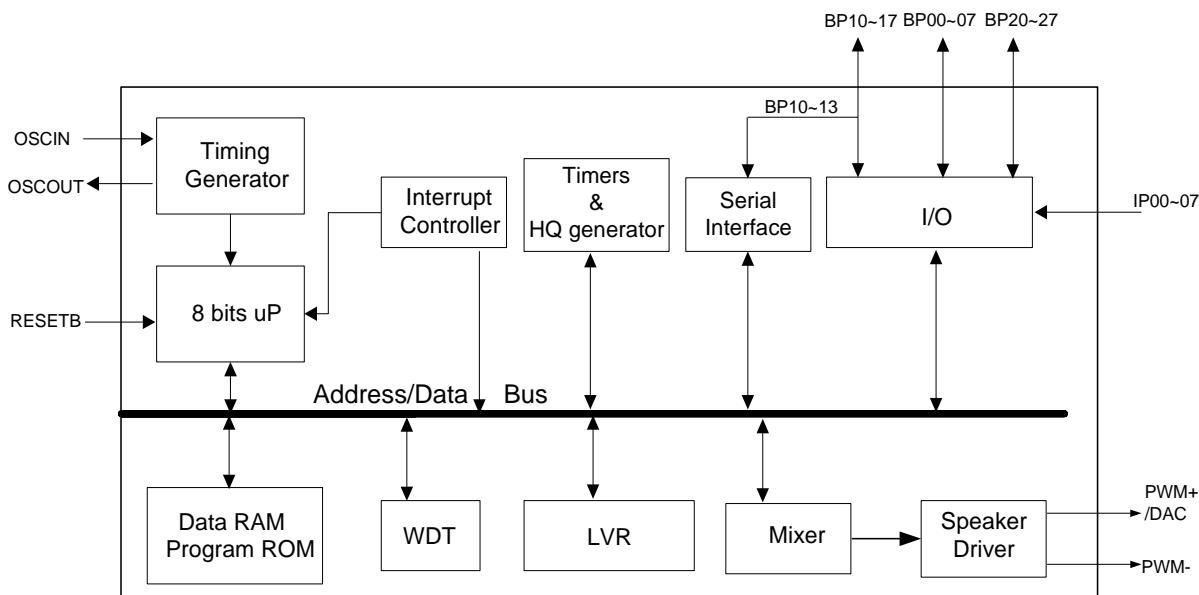 BP10~17 BP00~07 BP20~27
BP10~13
OSCIN
OSCOUT
Timing
Generator
Interrupt
Controller
Timers
&
HQ generator
Serial
Interface
I/O
IP00~07
RESETB
8 bits uP
Address/Data Bus
Data RAM
Program ROM
WDT
LVR
Mixer
Speaker
Driver
PWM+
/DAC
PWM-